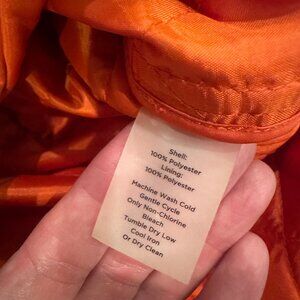 Shell:
100% Polyester
Lining:
100% Polyester
Machine Wash Cold
Gentle Cycle
Only Non-Chlorine
Bleach
Tumble Dry Low
Cool Iron
Or Dry Clean